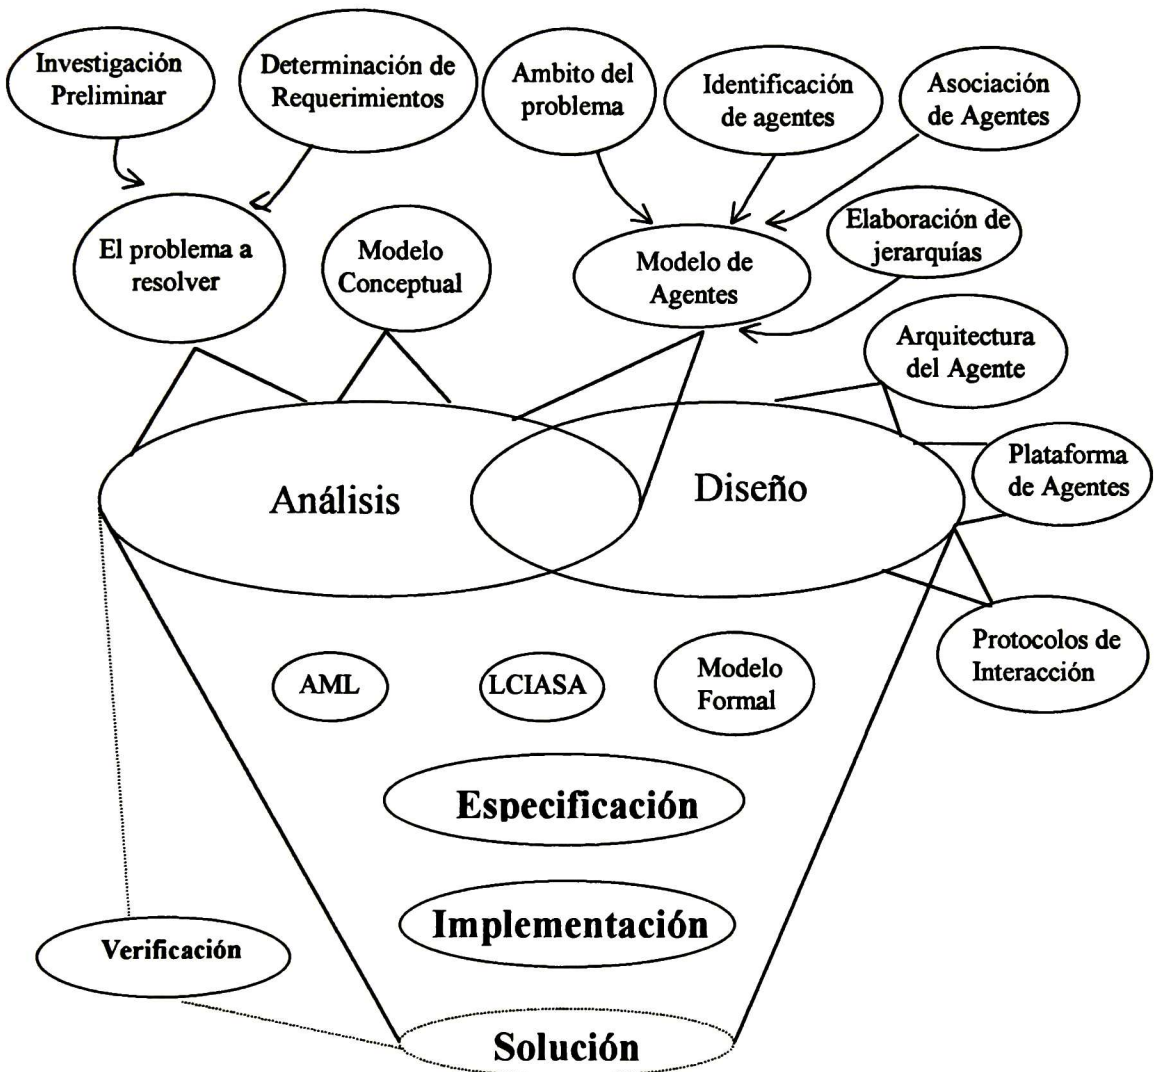 Investigación
Preliminar
Determinación de
Requerimientos
Ambito del
problema
Identificación
de agentes
Asociación
de Agentes
El problema a
resolver
Modelo
Conceptual
Modelo de
Agentes
Elaboración de
jerarquías
Arquitectura
del Agente
Plataforma
de Agentes
Análisis
Diseño
Protocolos de
Interacción
AML
LCIASA
Modelo
Formal
Especificación
Implementación
Verificación
Solución